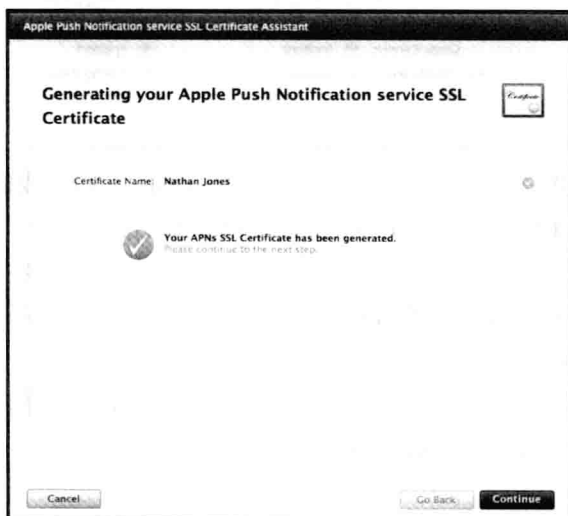 Apple Push Notification service SSL Certificate Assistant
Generating your Apple Push Notification service SSL
Certificate
Certificate
Certificate Name: Nathan Jones
Your APNs SSL Certificate has been generated.
Please continue to the next step.
Cancel
Go Back
Continue